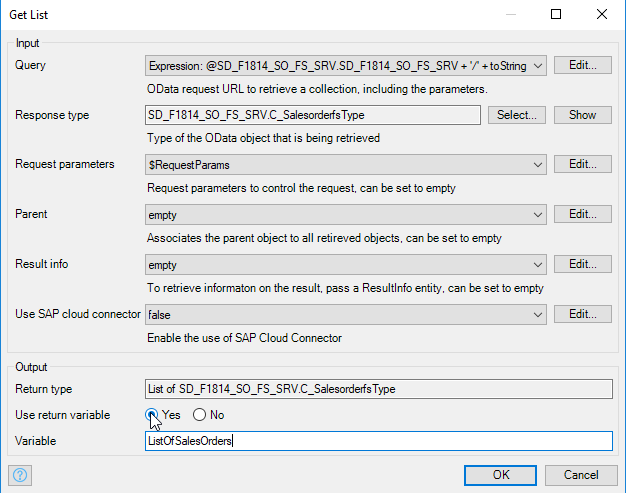 Get List
Input
Query
Expression: @SD_F1814_SO_FS_SRV.SD_F1814_SO_FS_SRV + '/' + toString
Edit...
OData request URL to retrieve a collection, including the parameters.
Response type
SD_F1814_SO_FS_SRV.C_SalesorderfsType
Select...
Show
Type of the OData object that is being retrieved
Request parameters
$RequestParams
Edit...
Request parameters to control the request, can be set to empty
Parent
empty
Edit...
Associates the parent object to all retireved objects, can be set to empty
Result info
empty
Edit...
To retrieve informaton on the result, pass a ResultInfo entity, can be set to empty
Use SAP cloud connector
false
Edit...
Enable the use of SAP Cloud Connector
Output
Return type
List of SD_F1814_SO_FS_SRV.C_SalesorderfsType
Use return variable
Yes
No
Variable
ListOfSalesOrders
?
OK
Cancel